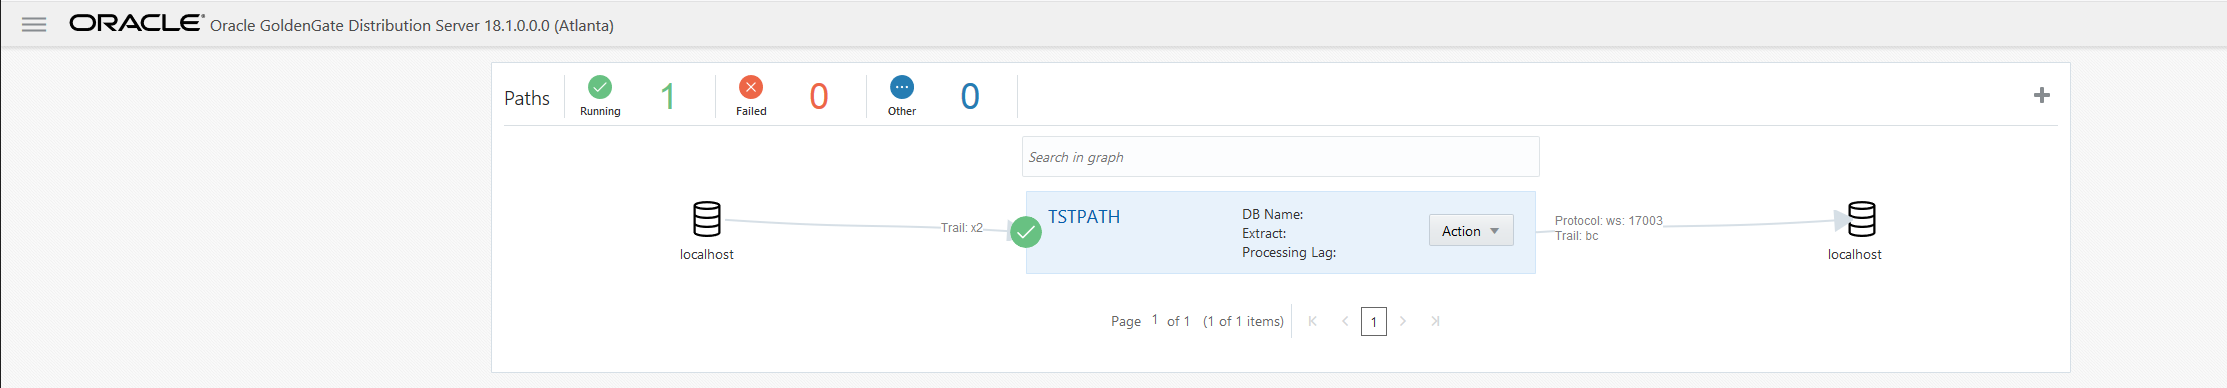 ORACLE Oracle GoldenGate Distribution Server 18.1.0.0.0 (Atlanta)
Paths Running 1 Failed 0 Other 0
Search in graph
localhost
Trail: x2
TSTPATH
DB Name:
Extract:
Processing Lag:
Action
Protocol: ws: 17003
Trail: bc
localhost
Page 1 of 1 (1 of 1 items) 1